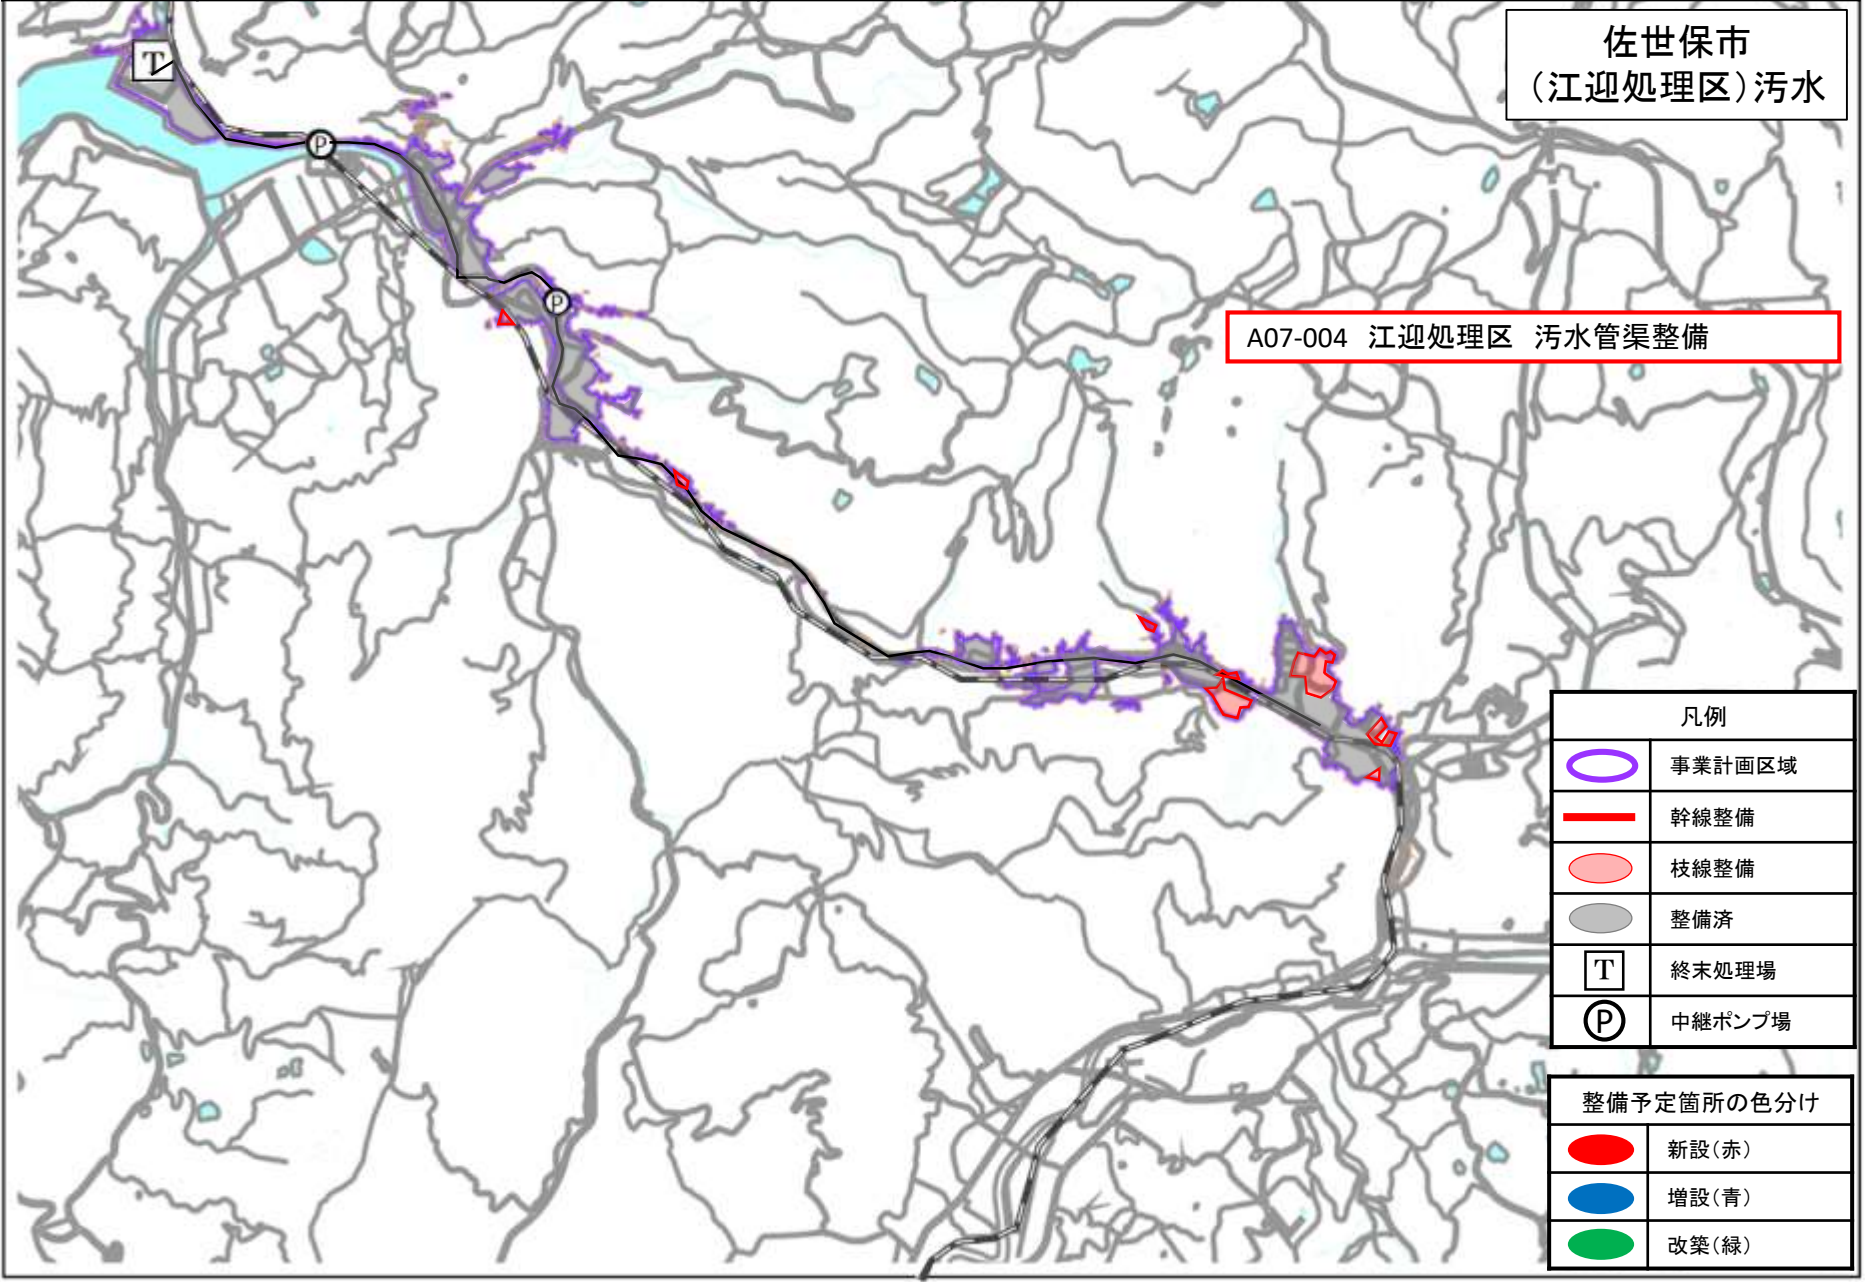 佐世保市
（江迎処理区）汚水
T
P
P
A07-004 江迎処理区 汚水管渠整備
凡例
事業計画区域
幹線整備
枝線整備
整備済
T 終末処理場
P 中継ポンプ場
整備予定箇所の色分け
新設（赤）
増設（青）
改築（緑）